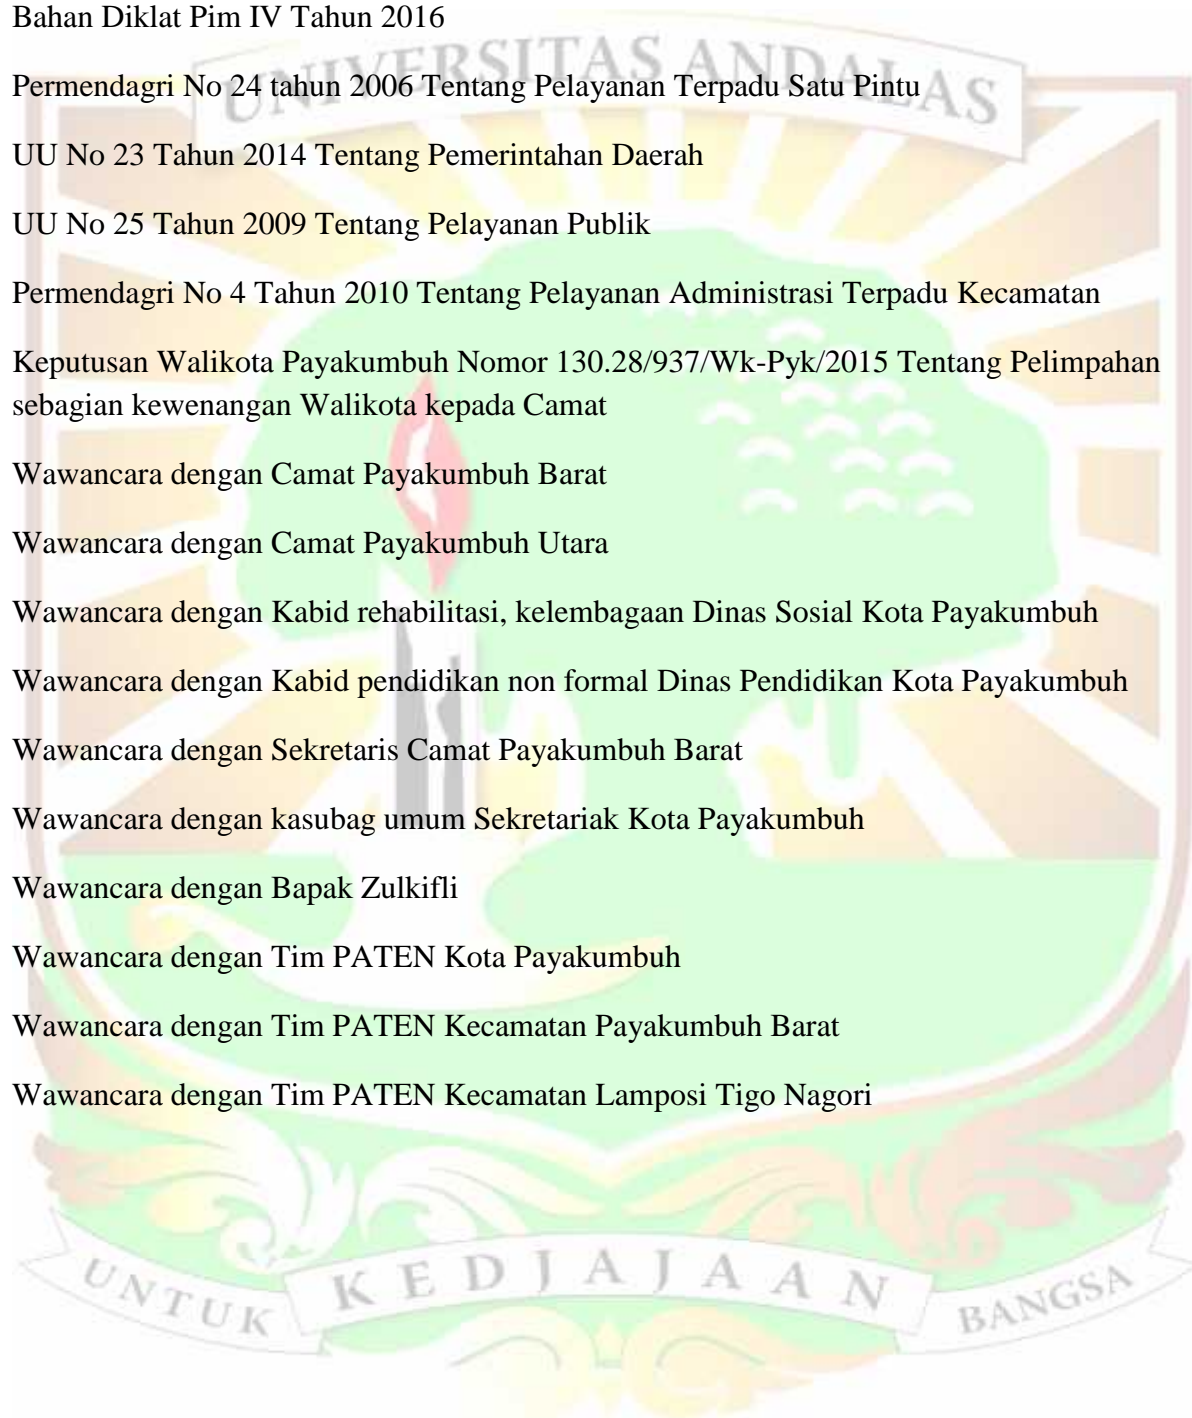 Bahan Diklat Pim IV Tahun 2016
UNIVERSITAS ANDALAS
Permendagri No 24 tahun 2006 Tentang Pelayanan Terpadu Satu Pintu
UU No 23 Tahun 2014 Tentang Pemerintahan Daerah
UU No 25 Tahun 2009 Tentang Pelayanan Publik
Permendagri No 4 Tahun 2010 Tentang Pelayanan Administrasi Terpadu Kecamatan
Keputusan Walikota Payakumbuh Nomor 130.28/937/Wk-Pyk/2015 Tentang Pelimpahan
sebagian kewenangan Walikota kepada Camat
Wawancara dengan Camat Payakumbuh Barat
Wawancara dengan Camat Payakumbuh Utara
Wawancara dengan Kabid rehabilitasi, kelembagaan Dinas Sosial Kota Payakumbuh
Wawancara dengan Kabid pendidikan non formal Dinas Pendidikan Kota Payakumbuh
Wawancara dengan Sekretaris Camat Payakumbuh Barat
Wawancara dengan kasubag umum Sekretariak Kota Payakumbuh
Wawancara dengan Bapak Zulkifli
Wawancara dengan Tim PATEN Kota Payakumbuh
Wawancara dengan Tim PATEN Kecamatan Payakumbuh Barat
Wawancara dengan Tim PATEN Kecamatan Lamposi Tigo Nagori
UNTUK KEDJAJAAN BANGSA